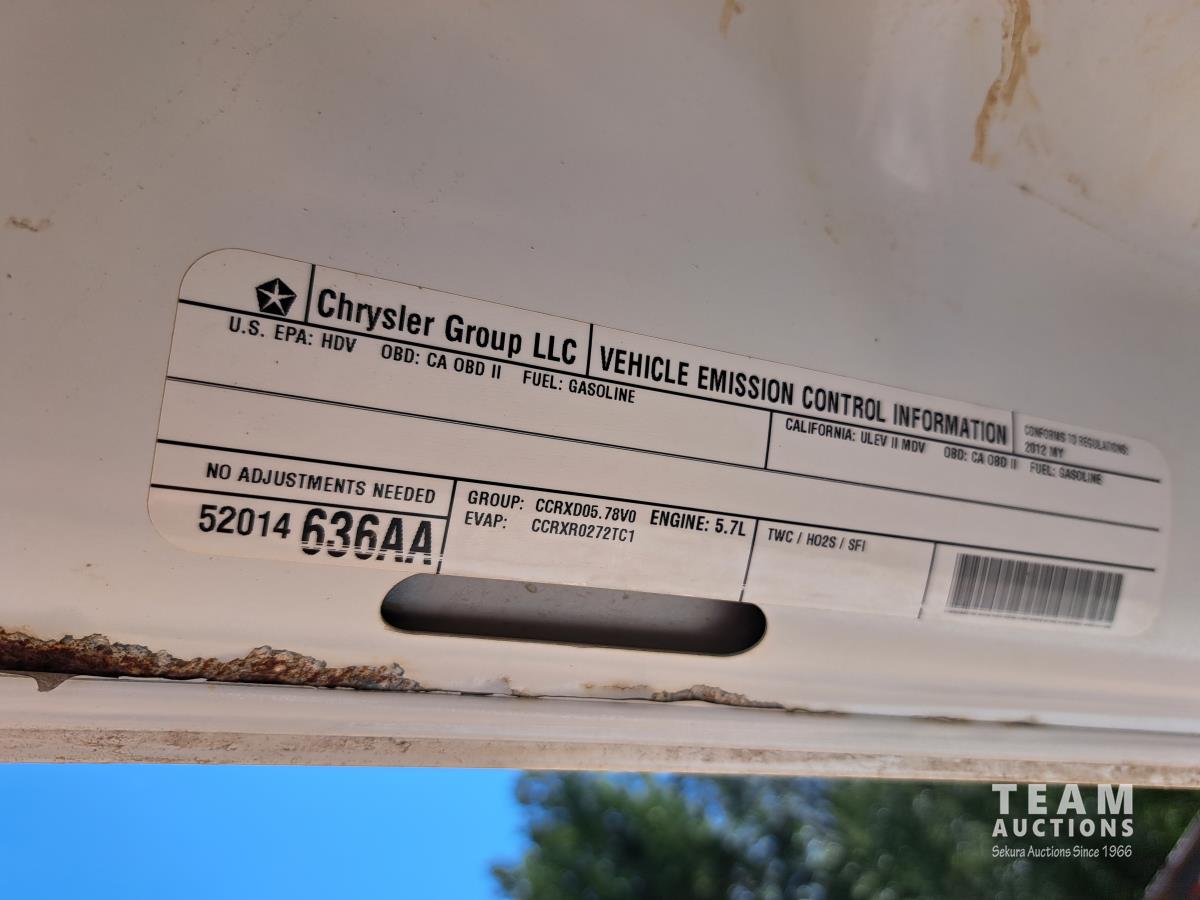 Chrysler Group LLC
VEHICLE EMISSION CONTROL INFORMATION
CONFORMS TO REGULATIONS:
2012 MY
U.S. EPA: HDV OBD: CA OBD II FUEL: GASOLINE
CALIFORNIA: ULEV II MDV OBD: CA OBD II FUEL: GASOLINE
NO ADJUSTMENTS NEEDED
52014 636AA
GROUP: CCRXD05.78V0 ENGINE: 5.7L
EVAP: CCRXR0272TC1
TWC / HO2S / SFI
TEAM
AUCTIONS
Sekura Auctions Since 1966